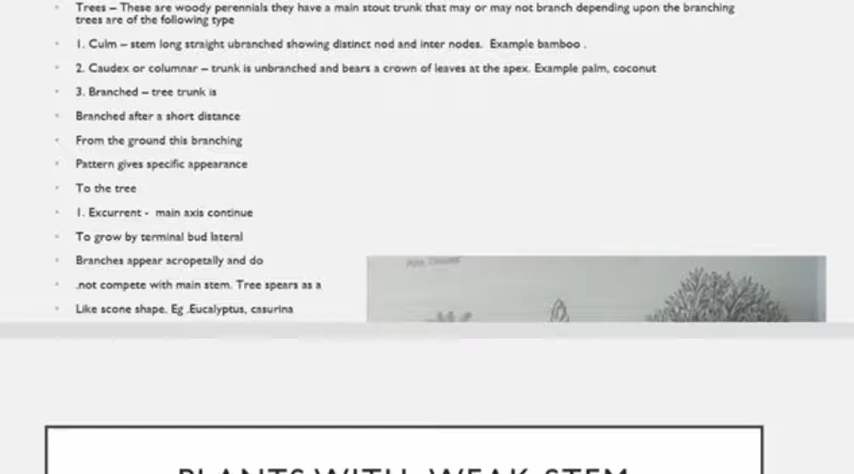 Trees – These are woody perennials they have a main stout trunk that may or may not branch depending upon the branching
trees are of the following type
1. Culm – stem long straight ubranched showing distinct nod and inter nodes. Example bamboo .
2. Caudex or columnar – trunk is unbranched and bears a crown of leaves at the apex. Example palm, coconut
3. Branched – tree trunk is
Branched after a short distance
From the ground this branching
Pattern gives specific appearance
To the tree
1. Excurrent - main axis continue
To grow by terminal bud lateral
Branches appear acropetally and do
.not compete with main stem. Tree spears as a
Like scone shape. Eg .Eucalyptus, casurina
PLANTS WITH WEAK STEM